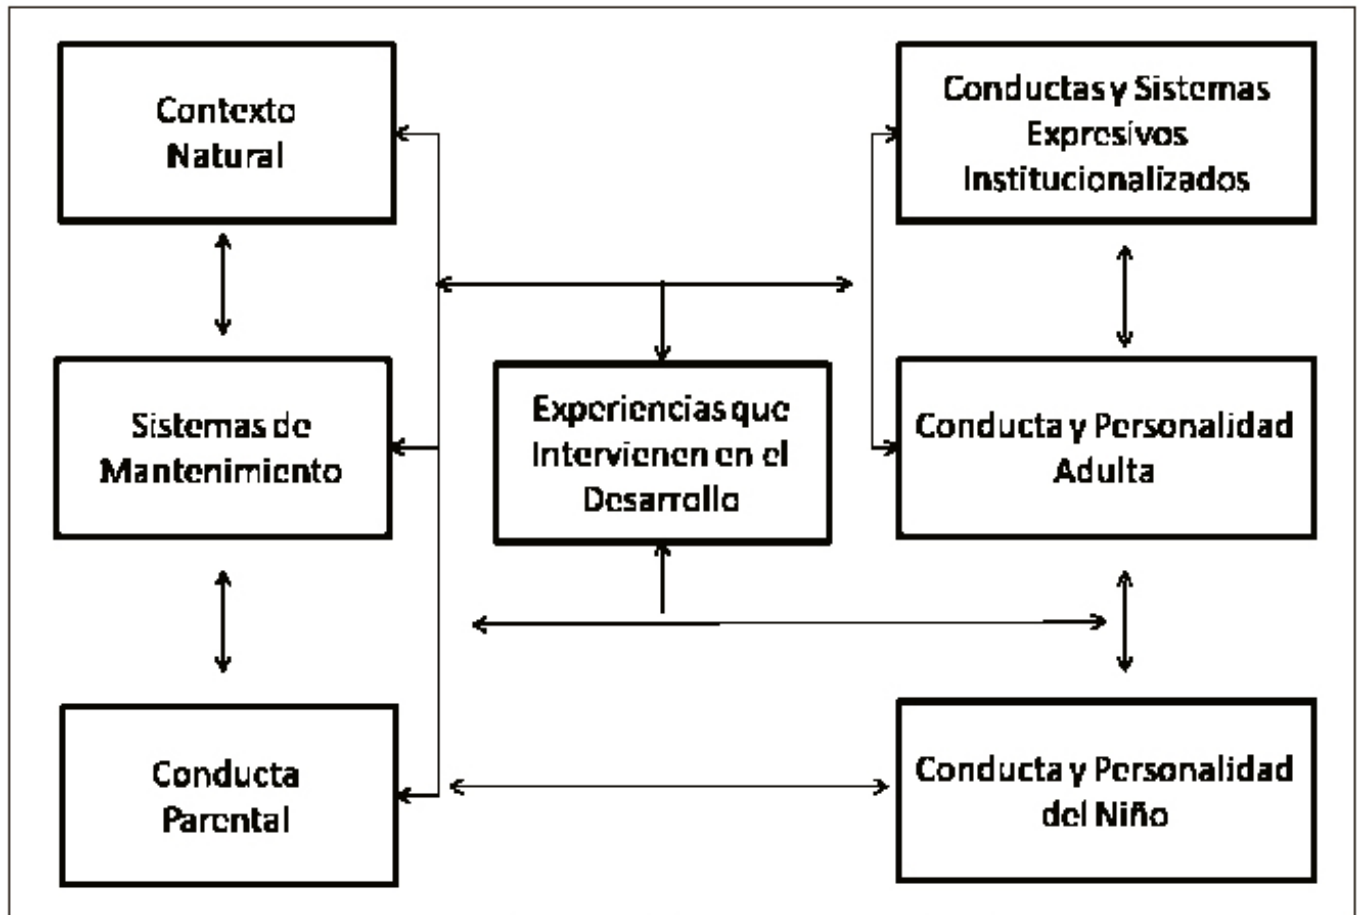 Contexto
Natural
Conductas y Sistemas
Expresivos
Institucionalizados
Sistemas de
Mantenimiento
Experiencias que
Intervienen en el
Desarrollo
Conducta y Personalidad
Adulta
Conducta
Parental
Conducta y Personalidad
del Niño